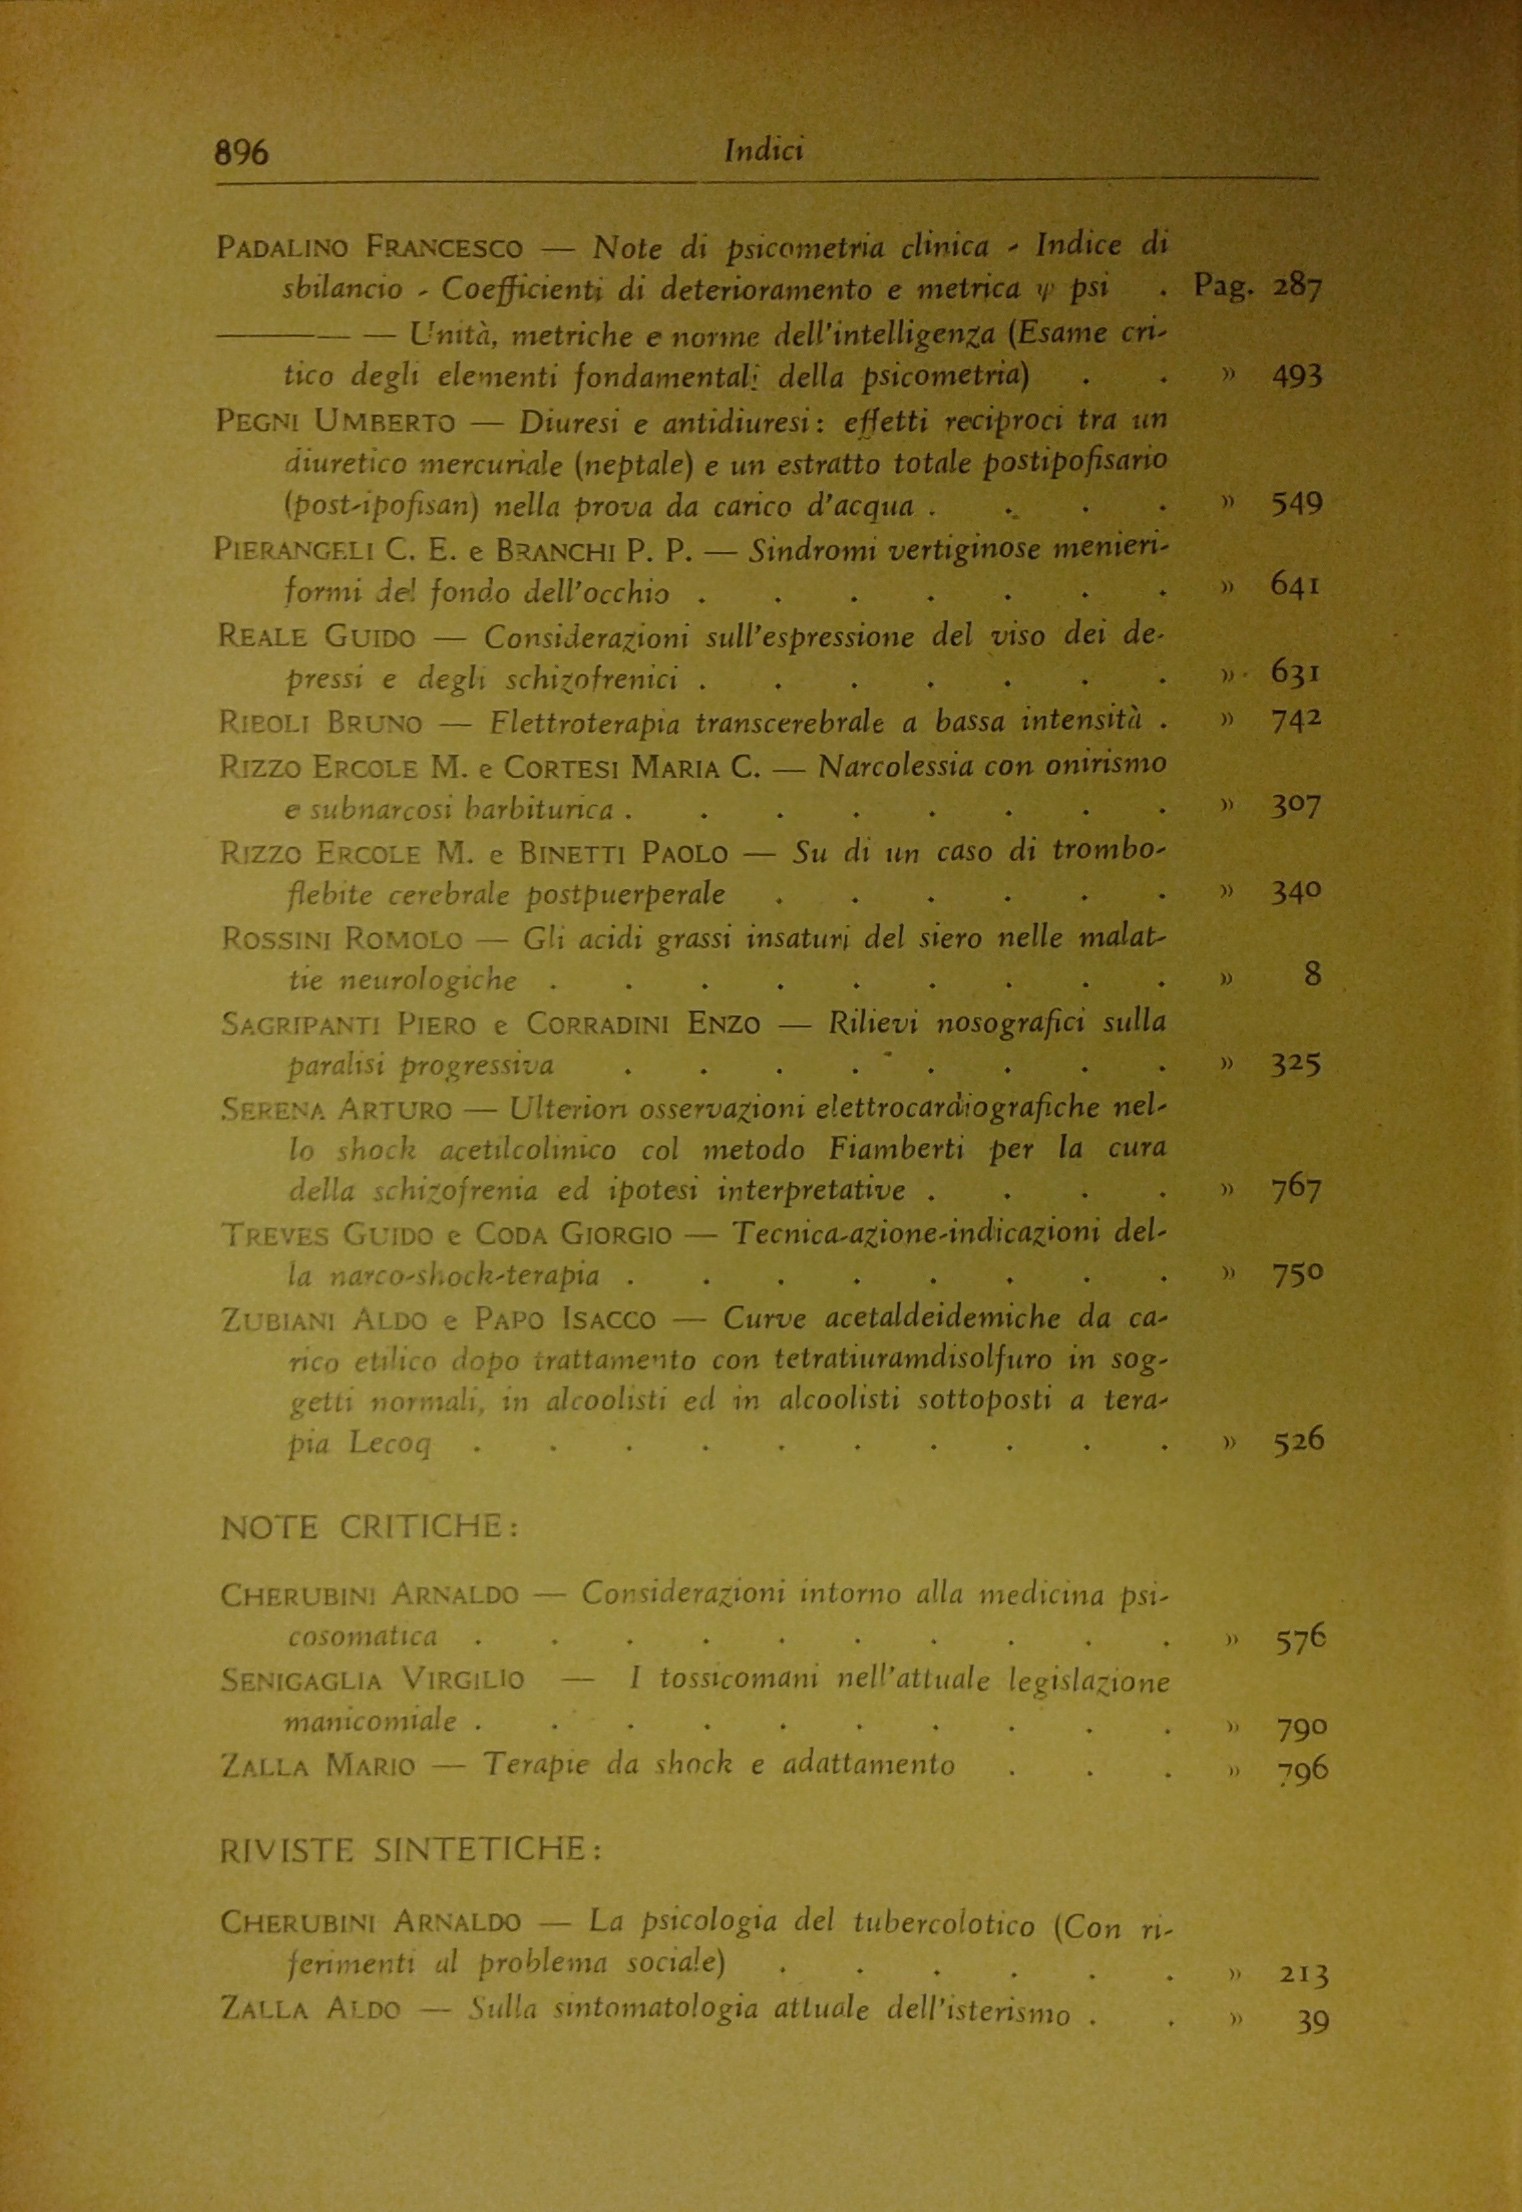 896 Indici
PADALINO FRANCESCO — Note di psicometria clinica - Indice di
sbilancio - Coefficienti di deterioramento e metrica ψ psi . Pag. 287
——— — Unità, metriche e norme dell'intelligenza (Esame cri-
tico degli elementi fondamentali della psicometria) . . » 493
PEGNI UMBERTO — Diuresi e antidiuresi: effetti reciproci tra un
diuretico mercuriale (neptale) e un estratto totale postipofisario
(post-ipofisan) nella prova da carico d'acqua . . . . » 549
PIERANGELI C. E. e BRANCHI P. P. — Sindromi vertiginose menieri-
formi del fondo dell'occhio . . . . . . . » 641
REALE GUIDO — Considerazioni sull'espressione del viso dei de-
pressi e degli schizofrenici . . . . . . . » 631
RIBOLI BRUNO — Elettroterapia transcerebrale a bassa intensità . » 742
RIZZO ERCOLE M. e CORTESI MARIA C. — Narcolessia con onirismo
e subnarcosi barbiturica . . . . . . . . » 307
RIZZO ERCOLE M. e BINETTI PAOLO — Su di un caso di trombo-
flebite cerebrale postpuerperale . . . . . . » 340
ROSSINI ROMOLO — Gli acidi grassi insaturi del siero nelle malat-
tie neurologiche . . . . . . . . . » 8
SAGRIPANTI PIERO e CORRADINI ENZO — Rilievi nosografici sulla
paralisi progressiva . . . . . . . . » 325
SERENA ARTURO — Ulteriori osservazioni elettrocardiografiche nel-
lo shock acetilcolinico col metodo Fiamberti per la cura
della schizofrenia ed ipotesi interpretative . . . . » 767
TREVES GUIDO e CODA GIORGIO — Tecnica-azione-indicazioni del-
la narco-shock-terapia . . . . . . . . » 750
ZUBIANI ALDO e PAPO ISACCO — Curve acetaldeidemiche da ca-
rico etilico dopo trattamento con tetratiuramdisolfuro in sog-
getti normali, in alcoolisti ed in alcoolisti sottoposti a tera-
pia Lecoq . . . . . . . . . . » 526
NOTE CRITICHE:
CHERUBINI ARNALDO — Considerazioni intorno alla medicina psi-
cosomatica . . . . . . . . . . » 576
SENIGAGLIA VIRGILIO — I tossicomani nell'attuale legislazione
manicomiale . . . . . . . . . . » 790
ZALLA MARIO — Terapie da shock e adattamento . . . » 796
RIVISTE SINTETICHE:
CHERUBINI ARNALDO — La psicologia del tubercolotico (Con ri-
ferimenti al problema sociale) . . . . . . » 213
ZALLA ALDO — Sulla sintomatologia attuale dell'isterismo . . » 39